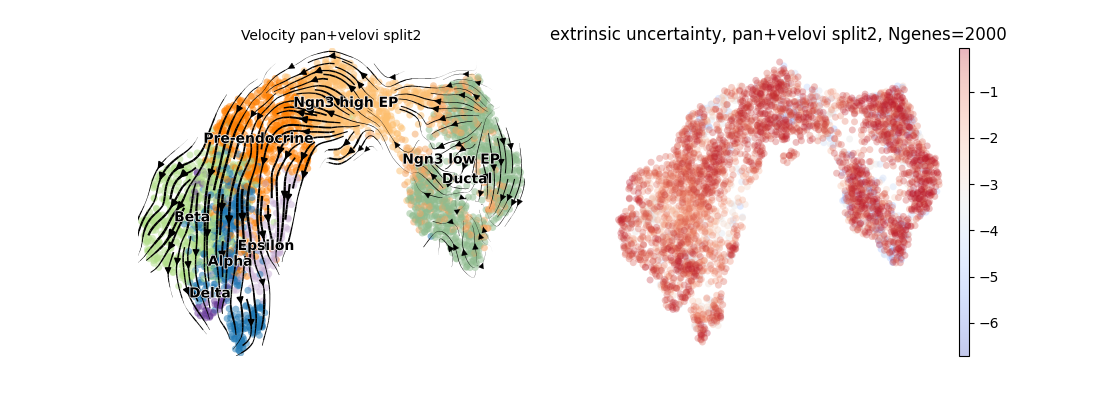 Velocity pan+velovi split2
extrinsic uncertainty, pan+velovi split2, Ngenes=2000
Ngn3 high EP
Pre-endocrine
Ngn3 low EP
Ductal
Beta
Epsilon
Alpha
Delta
−1
−2
−3
−4
−5
−6